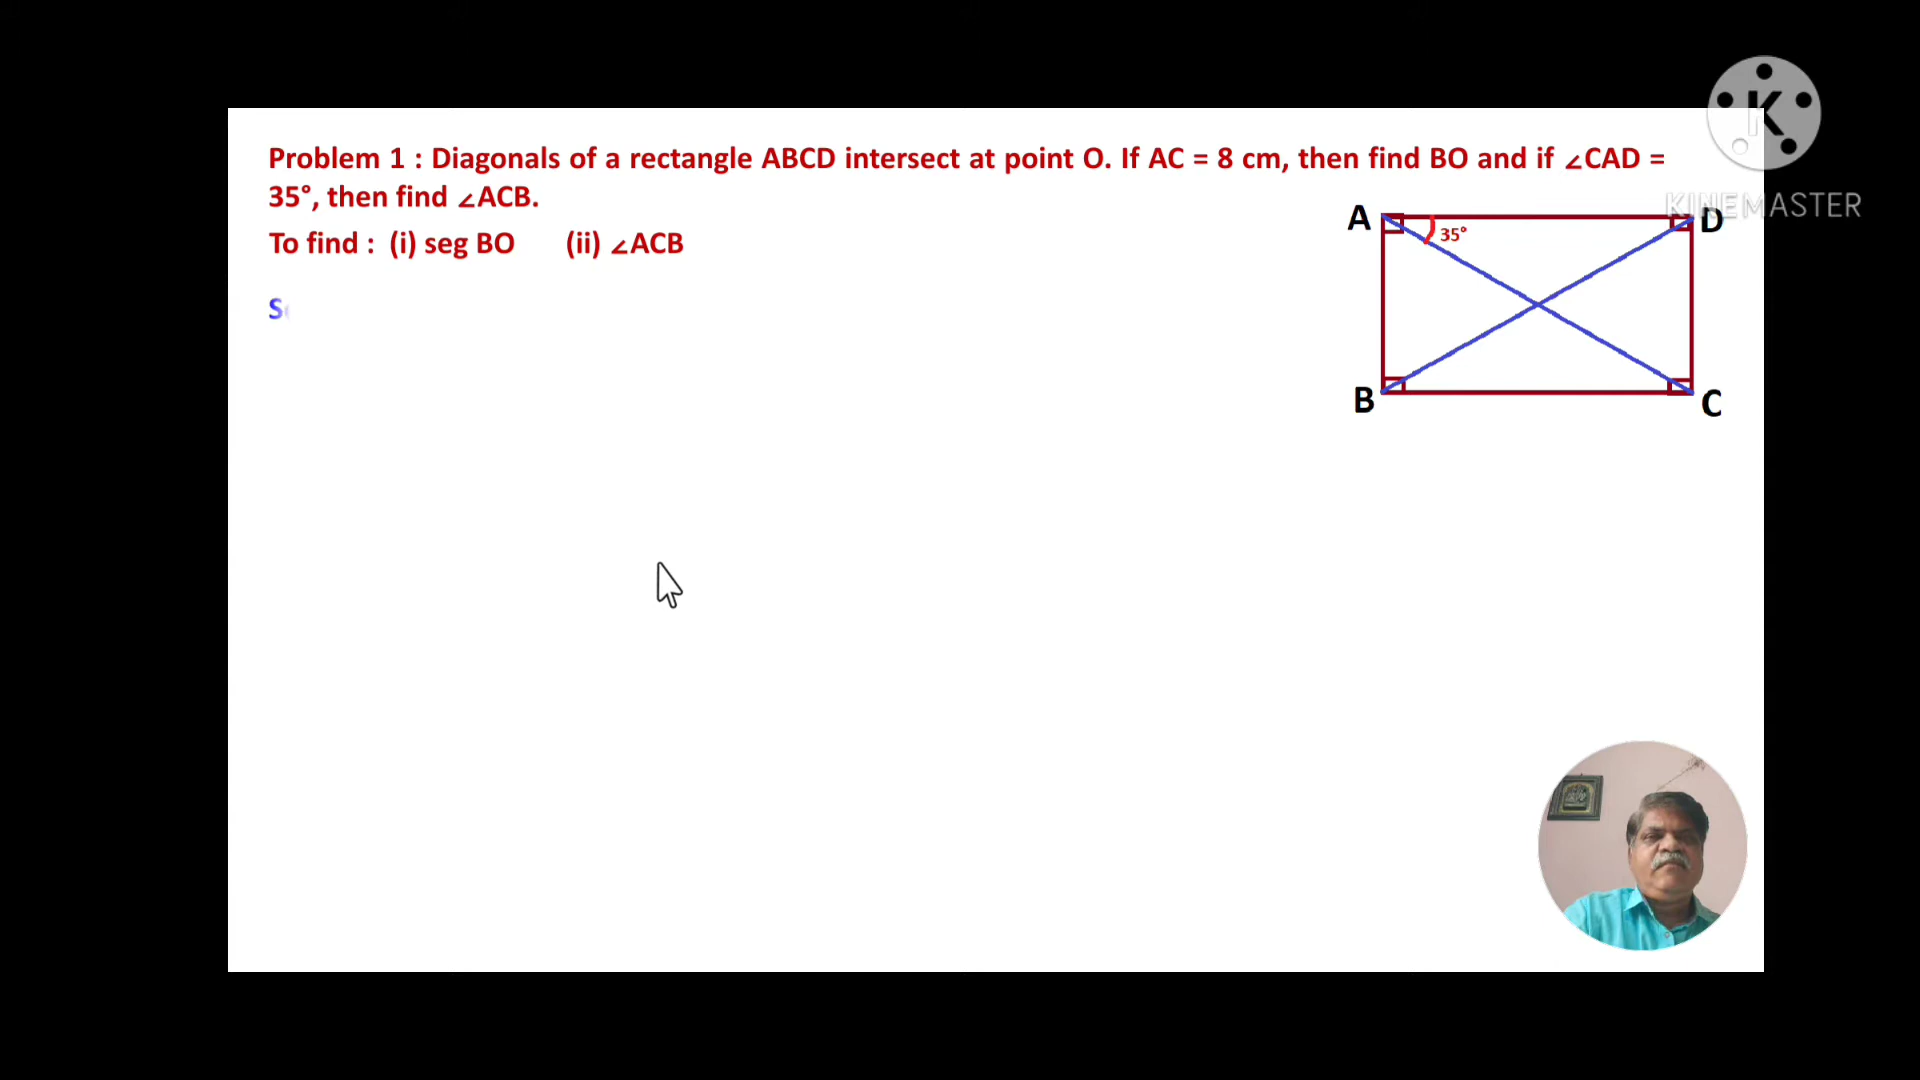 K
KINEMASTER
Problem 1 : Diagonals of a rectangle ABCD intersect at point O. If AC = 8 cm, then find BO and if ∠CAD =
35°, then find ∠ACB.
To find : (i) seg BO (ii) ∠ACB
A
D
35°
S
B
C